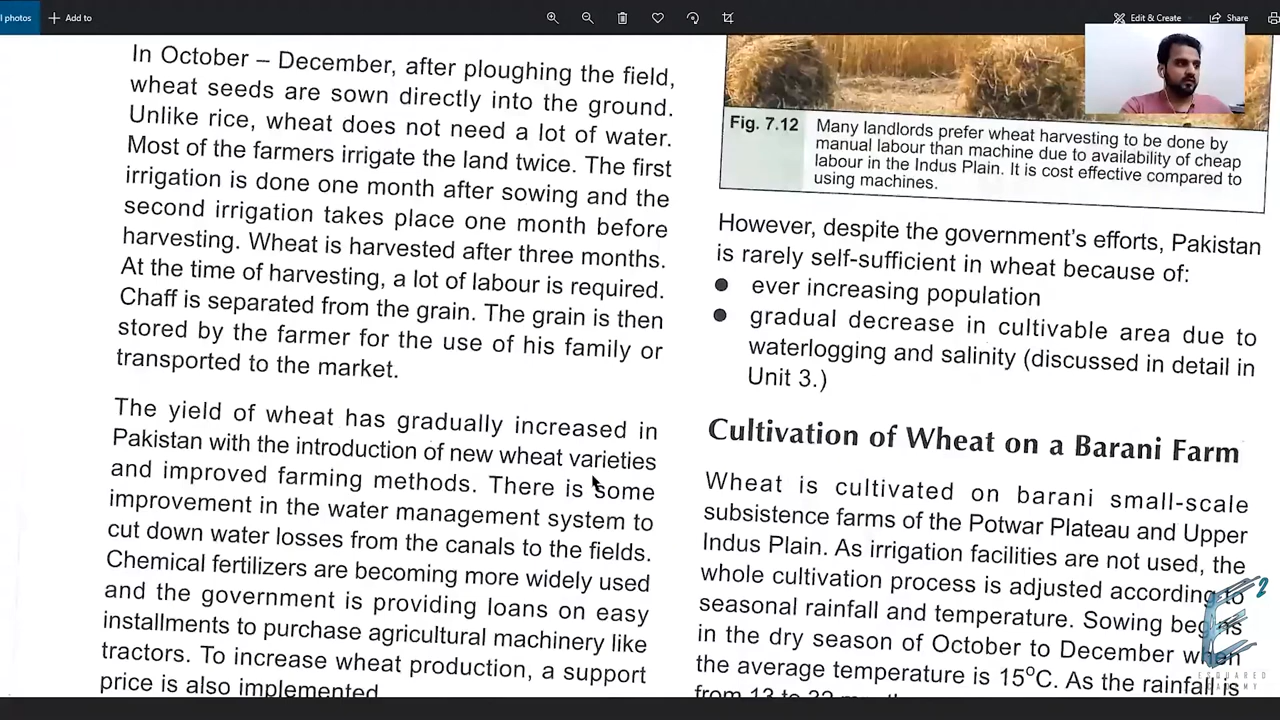 l photos
Add to
Edit & Create
Share
In October – December, after ploughing the field,
wheat seeds are sown directly into the ground.
Unlike rice, wheat does not need a lot of water.
Most of the farmers irrigate the land twice. The first
irrigation is done one month after sowing and the
second irrigation takes place one month before
harvesting. Wheat is harvested after three months.
At the time of harvesting, a lot of labour is required.
Chaff is separated from the grain. The grain is then
stored by the farmer for the use of his family or
transported to the market.
The yield of wheat has gradually increased in
Pakistan with the introduction of new wheat varieties
and improved farming methods. There is some
improvement in the water management system to
cut down water losses from the canals to the fields.
Chemical fertilizers are becoming more widely used
and the government is providing loans on easy
installments to purchase agricultural machinery like
tractors. To increase wheat production, a support
price is also implemented
Fig. 7.12 Many landlords prefer wheat harvesting to be done by
manual labour than machine due to availability of cheap
labour in the Indus Plain. It is cost effective compared to
using machines.
However, despite the government's efforts, Pakistan
is rarely self-sufficient in wheat because of:
● ever increasing population
● gradual decrease in cultivable area due to
waterlogging and salinity (discussed in detail in
Unit 3.)
Cultivation of Wheat on a Barani Farm
Wheat is cultivated on barani small-scale
subsistence farms of the Potwar Plateau and Upper
Indus Plain. As irrigation facilities are not used, the
whole cultivation process is adjusted according to
seasonal rainfall and temperature. Sowing begins
in the dry season of October to December when
the average temperature is 15°C. As the rainfall is
from 13 to
E2
ESQUARED